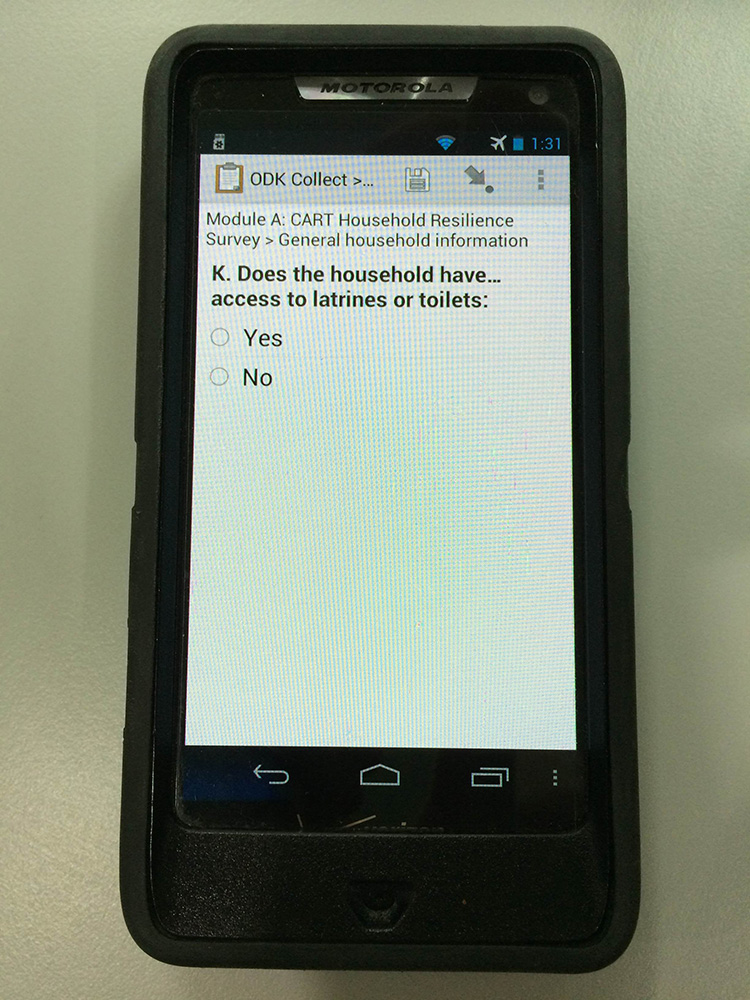 MOTOROLA
1:31
ODK Collect >...
Module A: CART Household Resilience
Survey > General household information
K. Does the household have...
access to latrines or toilets:
Yes
No